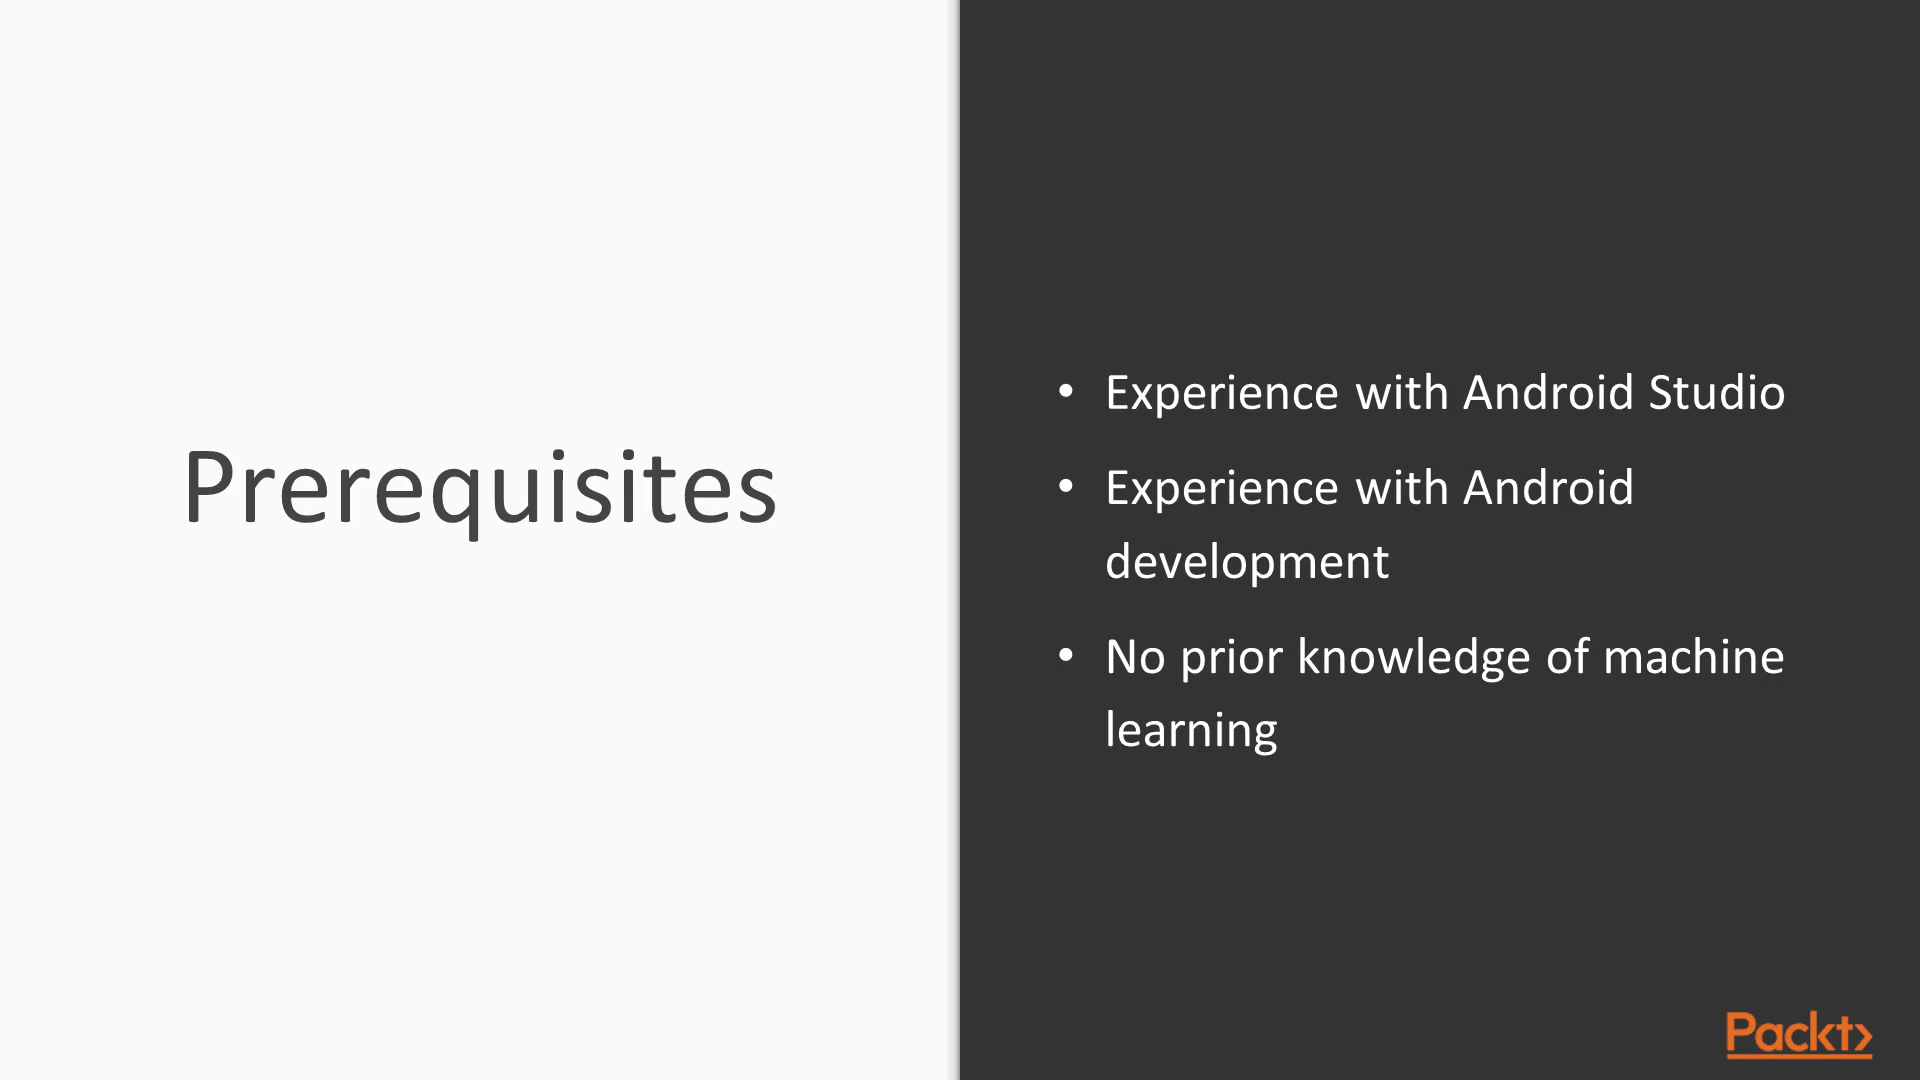 Prerequisites
• Experience with Android Studio
• Experience with Android
development
• No prior knowledge of machine
learning
Packt>